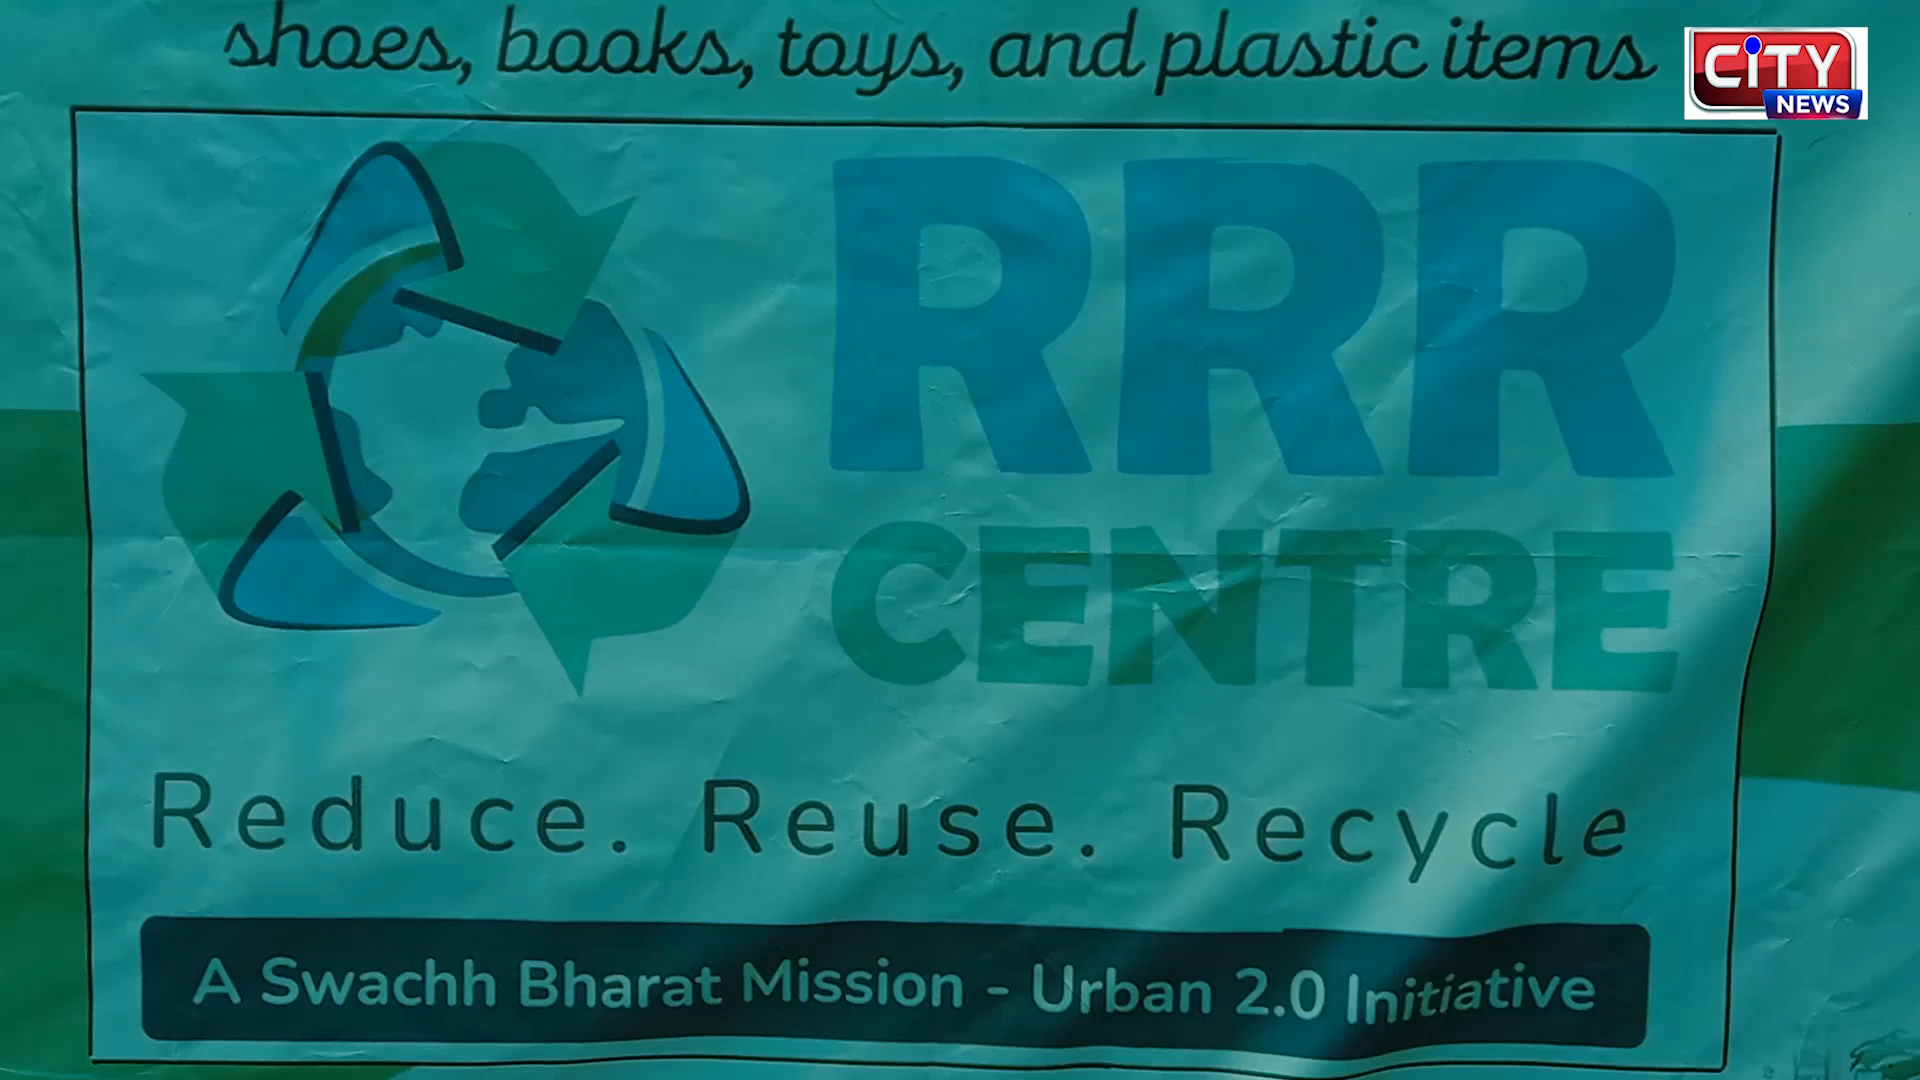 shoes, books, toys, and plastic items
CiTY
NEWS
RRR
CENTRE
Reduce. Reuse. Recycle
A Swachh Bharat Mission - Urban 2.0 Initiative